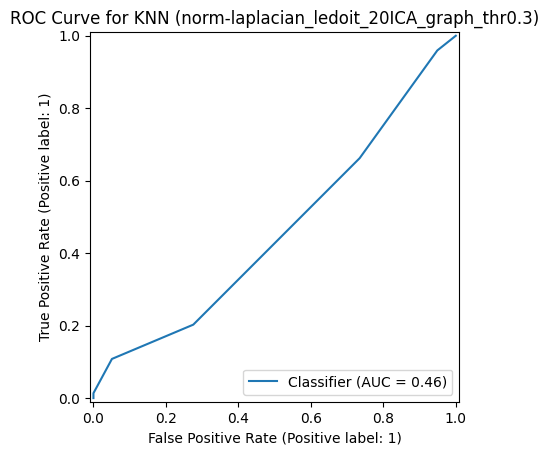 ROC Curve for KNN (norm-laplacian_ledoit_20ICA_graph_thr0.3)
True Positive Rate (Positive label: 1)
1.0
0.8
0.6
0.4
0.2
0.0
Classifier (AUC = 0.46)
0.0 0.2 0.4 0.6 0.8 1.0
False Positive Rate (Positive label: 1)